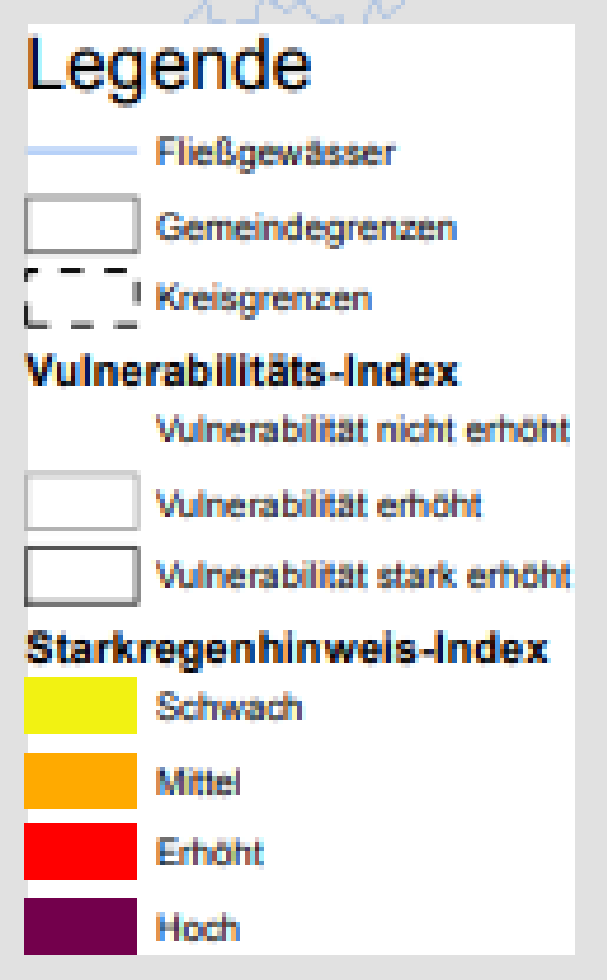 Legende
Fließgewässer
Gemeindegrenzen
Kreisgrenzen
Vulnerabilitäts-Index
Vulnerabilität nicht erhöht
Vulnerabilität erhöht
Vulnerabilität stark erhöht
Starkregenhinweis-Index
Schwach
Mittel
Erhöht
Hoch